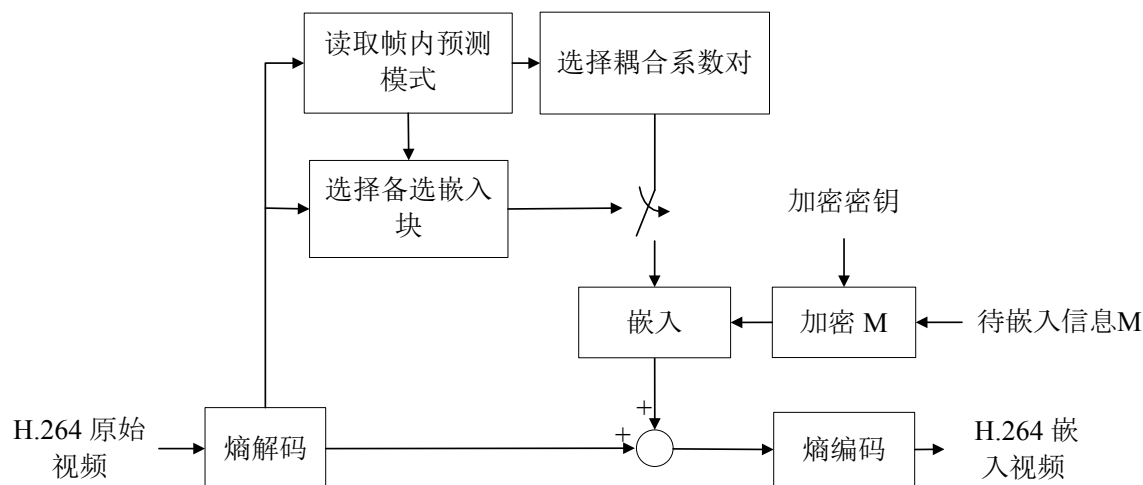 读取帧内预测
模式
选择耦合系数对
选择备选嵌入
块
加密密钥
嵌入
加密 M
待嵌入信息M
+
H.264 原始
视频
熵解码
+
熵编码
H.264 嵌
入视频